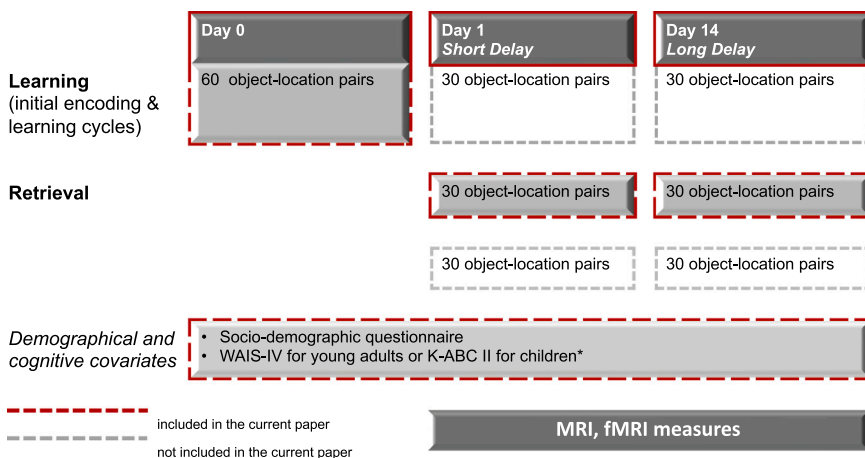 Day 0
Day 1
Short Delay
Day 14
Long Delay
Learning
(initial encoding &
learning cycles)
60 object-location pairs
30 object-location pairs
30 object-location pairs
Retrieval
30 object-location pairs
30 object-location pairs
30 object-location pairs
30 object-location pairs
Demographical and
cognitive covariates
• Socio-demographic questionnaire
• WAIS-IV for young adults or K-ABC II for children*
included in the current paper
not included in the current paper
MRI, fMRI measures